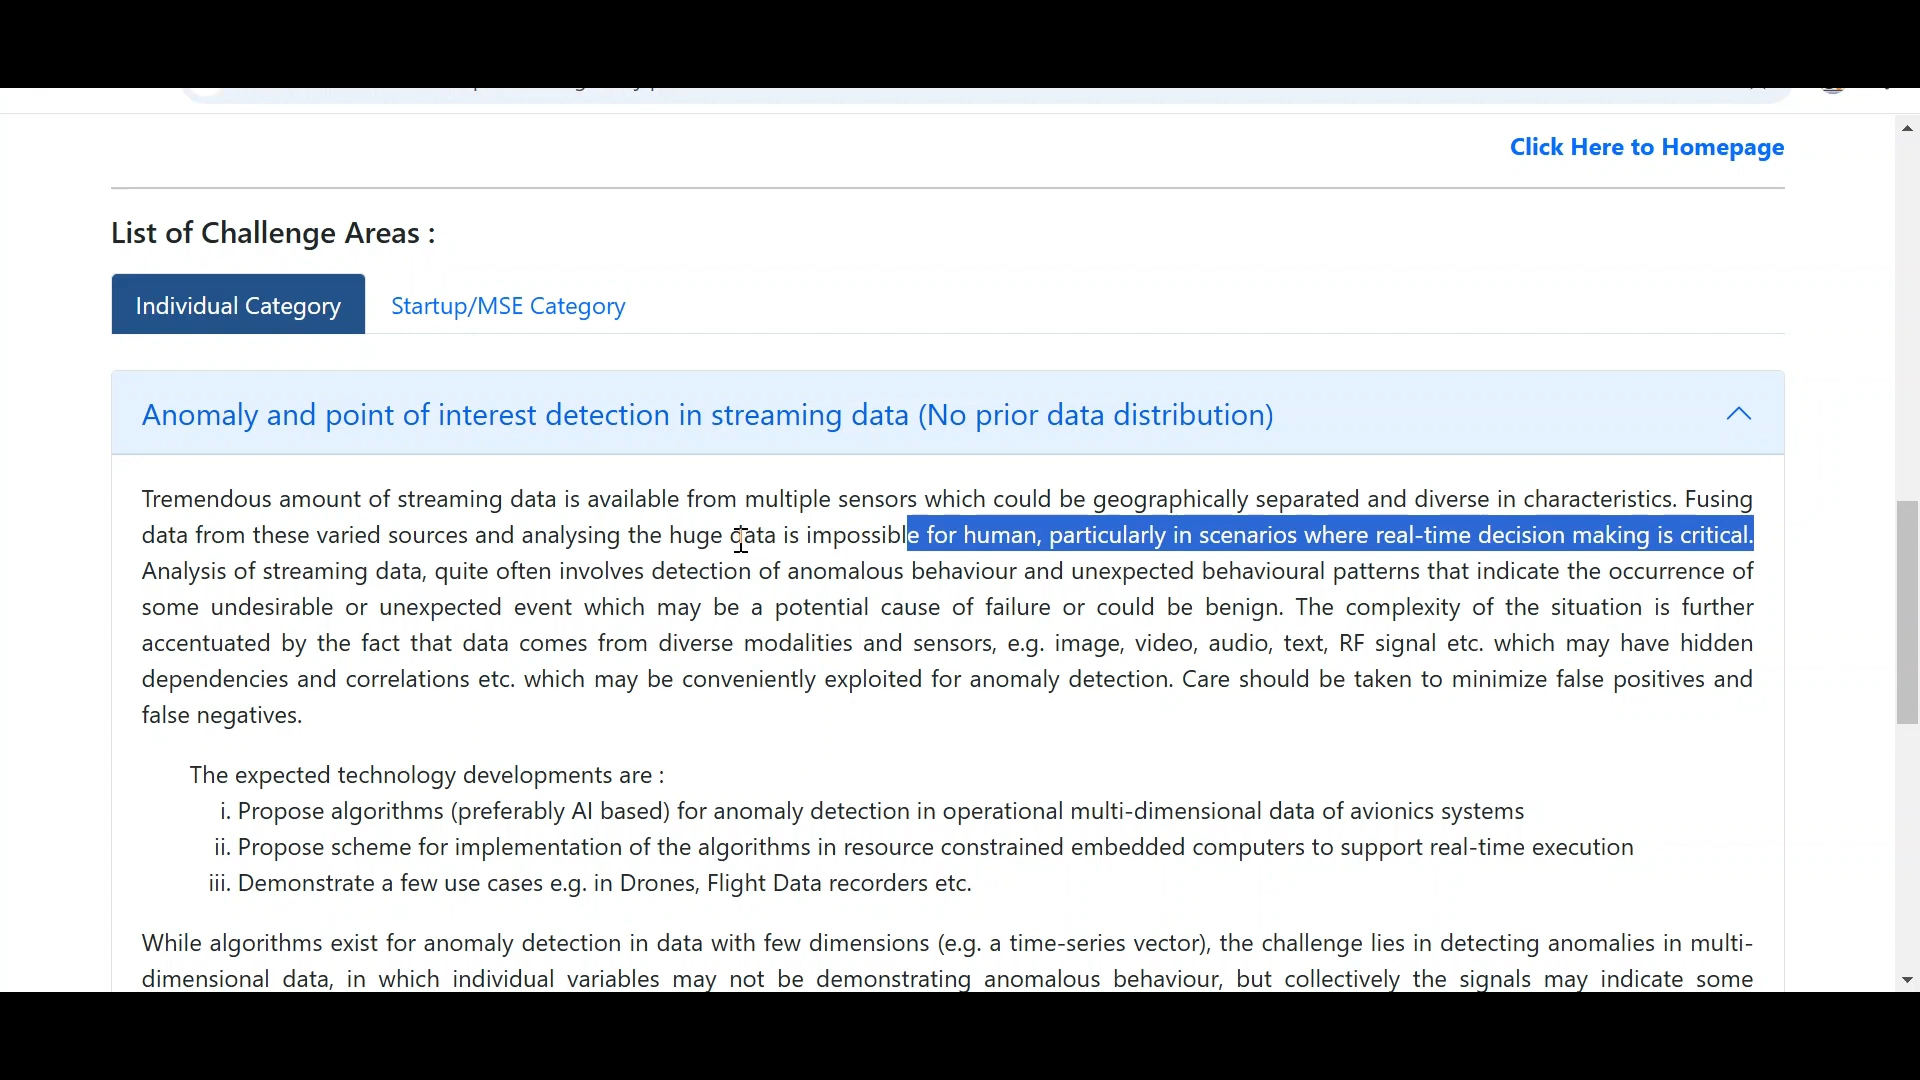 Click Here to Homepage
List of Challenge Areas :
Individual Category
Startup/MSE Category
Anomaly and point of interest detection in streaming data (No prior data distribution)
Tremendous amount of streaming data is available from multiple sensors which could be geographically separated and diverse in characteristics. Fusing
data from these varied sources and analysing the huge data is impossible for human, particularly in scenarios where real-time decision making is critical.
Analysis of streaming data, quite often involves detection of anomalous behaviour and unexpected behavioural patterns that indicate the occurrence of
some undesirable or unexpected event which may be a potential cause of failure or could be benign. The complexity of the situation is further
accentuated by the fact that data comes from diverse modalities and sensors, e.g. image, video, audio, text, RF signal etc. which may have hidden
dependencies and correlations etc. which may be conveniently exploited for anomaly detection. Care should be taken to minimize false positives and
false negatives.
The expected technology developments are :
i. Propose algorithms (preferably AI based) for anomaly detection in operational multi-dimensional data of avionics systems
ii. Propose scheme for implementation of the algorithms in resource constrained embedded computers to support real-time execution
iii. Demonstrate a few use cases e.g. in Drones, Flight Data recorders etc.
While algorithms exist for anomaly detection in data with few dimensions (e.g. a time-series vector), the challenge lies in detecting anomalies in multi-
dimensional data, in which individual variables may not be demonstrating anomalous behaviour, but collectively the signals may indicate some